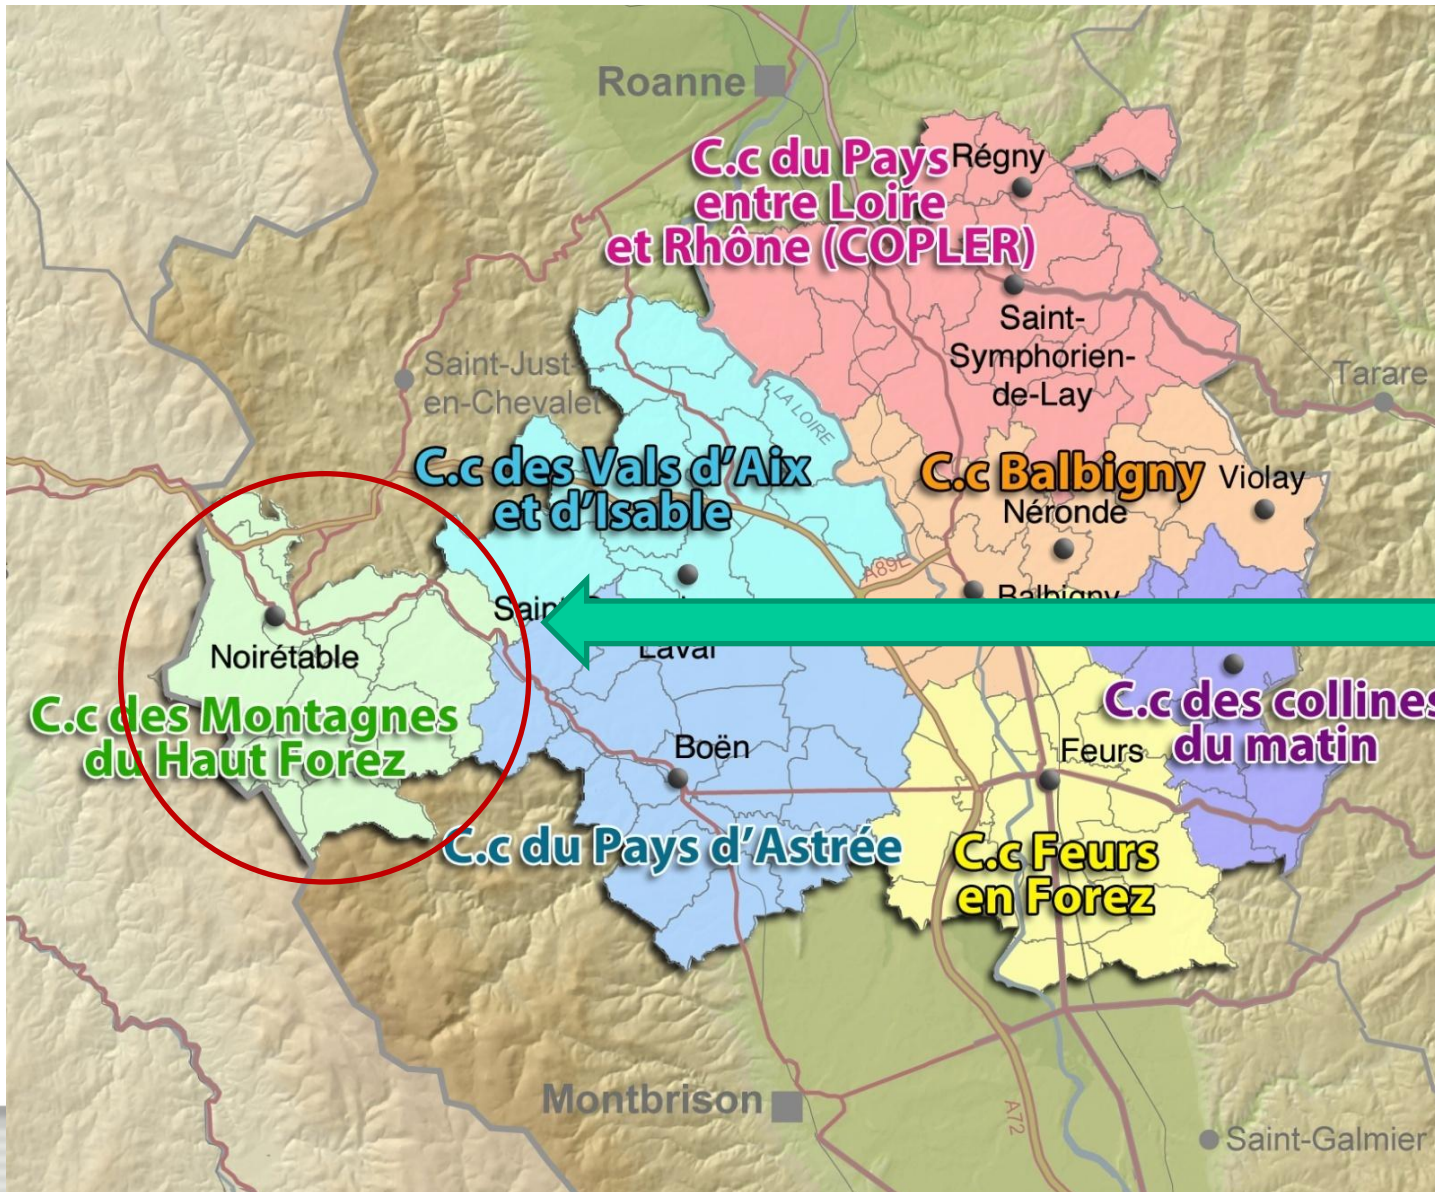 Roanne
C.c du Pays
entre Loire
et Rhône (COPLER)
Régny
Saint-
Symphorien-
de-Lay
Saint-Just-
en-Chevalet
Tarare
LA LOIRE
C.c des Vals d'Aix
et d'Isable
C.c Balbigny
Violay
Néronde
A89E
Balbigny
Laval
Noirétable
C.c des Montagnes
du Haut Forez
C.c des collines
du matin
Boën
Feurs
C.c du Pays d'Astrée
C.c Feurs
en Forez
Montbrison
A72
Saint-Galmier